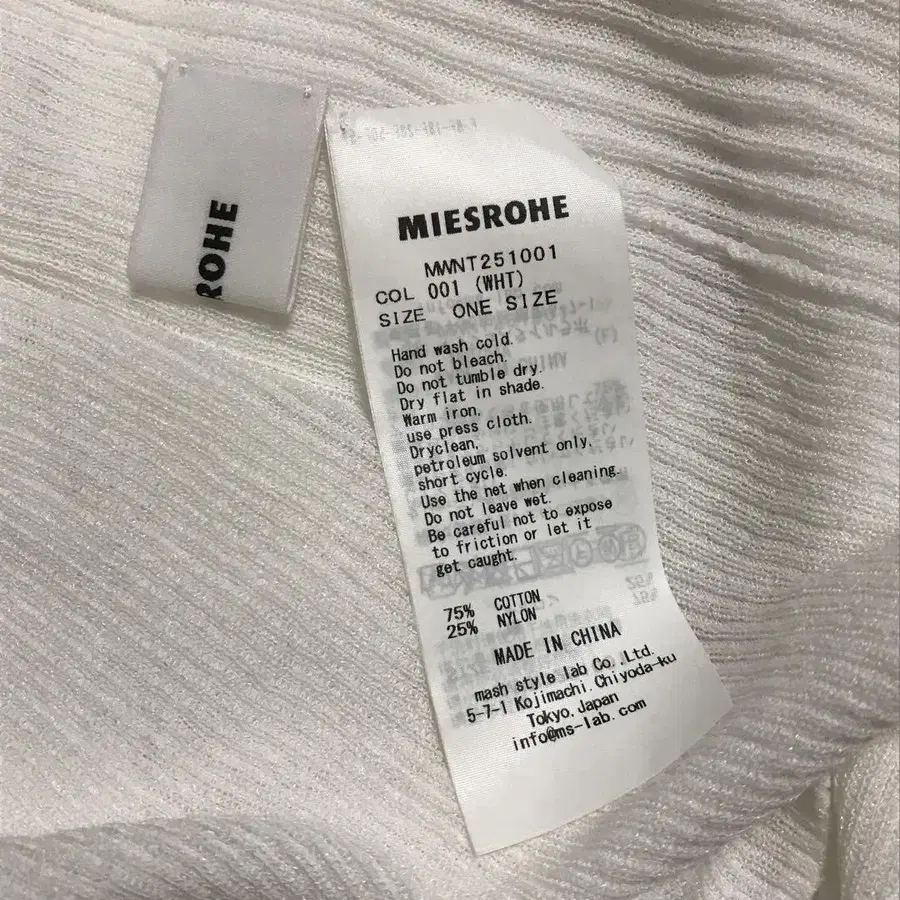 ROHE
MIESROHE
MWNT251001
COL 001 (WHT)
SIZE ONE SIZE
Hand wash cold.
Do not bleach.
Do not tumble dry.
Dry flat in shade.
Warm iron,
use press cloth.
Dryclean,
petroleum solvent only,
short cycle.
Use the net when cleaning.
Do not leave wet.
Be careful not to expose
to friction or let it
get caught.
75% COTTON
25% NYLON
MADE IN CHINA
mash style lab Co.,Ltd.
5-7-1 Kojimachi.Chiyoda-ku
Tokyo.Japan
info@ms-lab.com